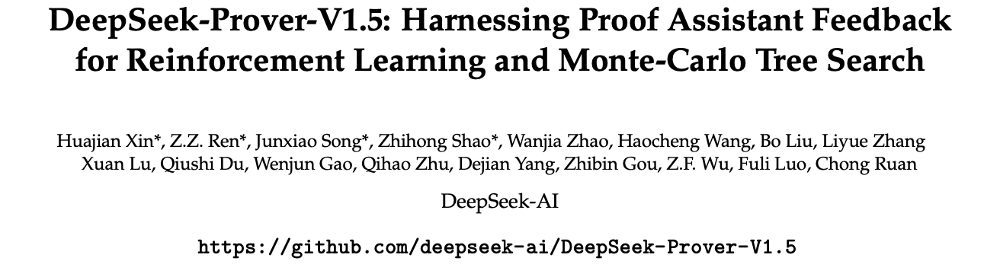 DeepSeek-Prover-V1.5: Harnessing Proof Assistant Feedback
for Reinforcement Learning and Monte-Carlo Tree Search
Huajian Xin*, Z.Z. Ren*, Junxiao Song*, Zhihong Shao*, Wanjia Zhao, Haocheng Wang, Bo Liu, Liyue Zhang
Xuan Lu, Qiushi Du, Wenjun Gao, Qihao Zhu, Dejian Yang, Zhibin Gou, Z.F. Wu, Fuli Luo, Chong Ruan
DeepSeek-AI
https://github.com/deepseek-ai/DeepSeek-Prover-V1.5